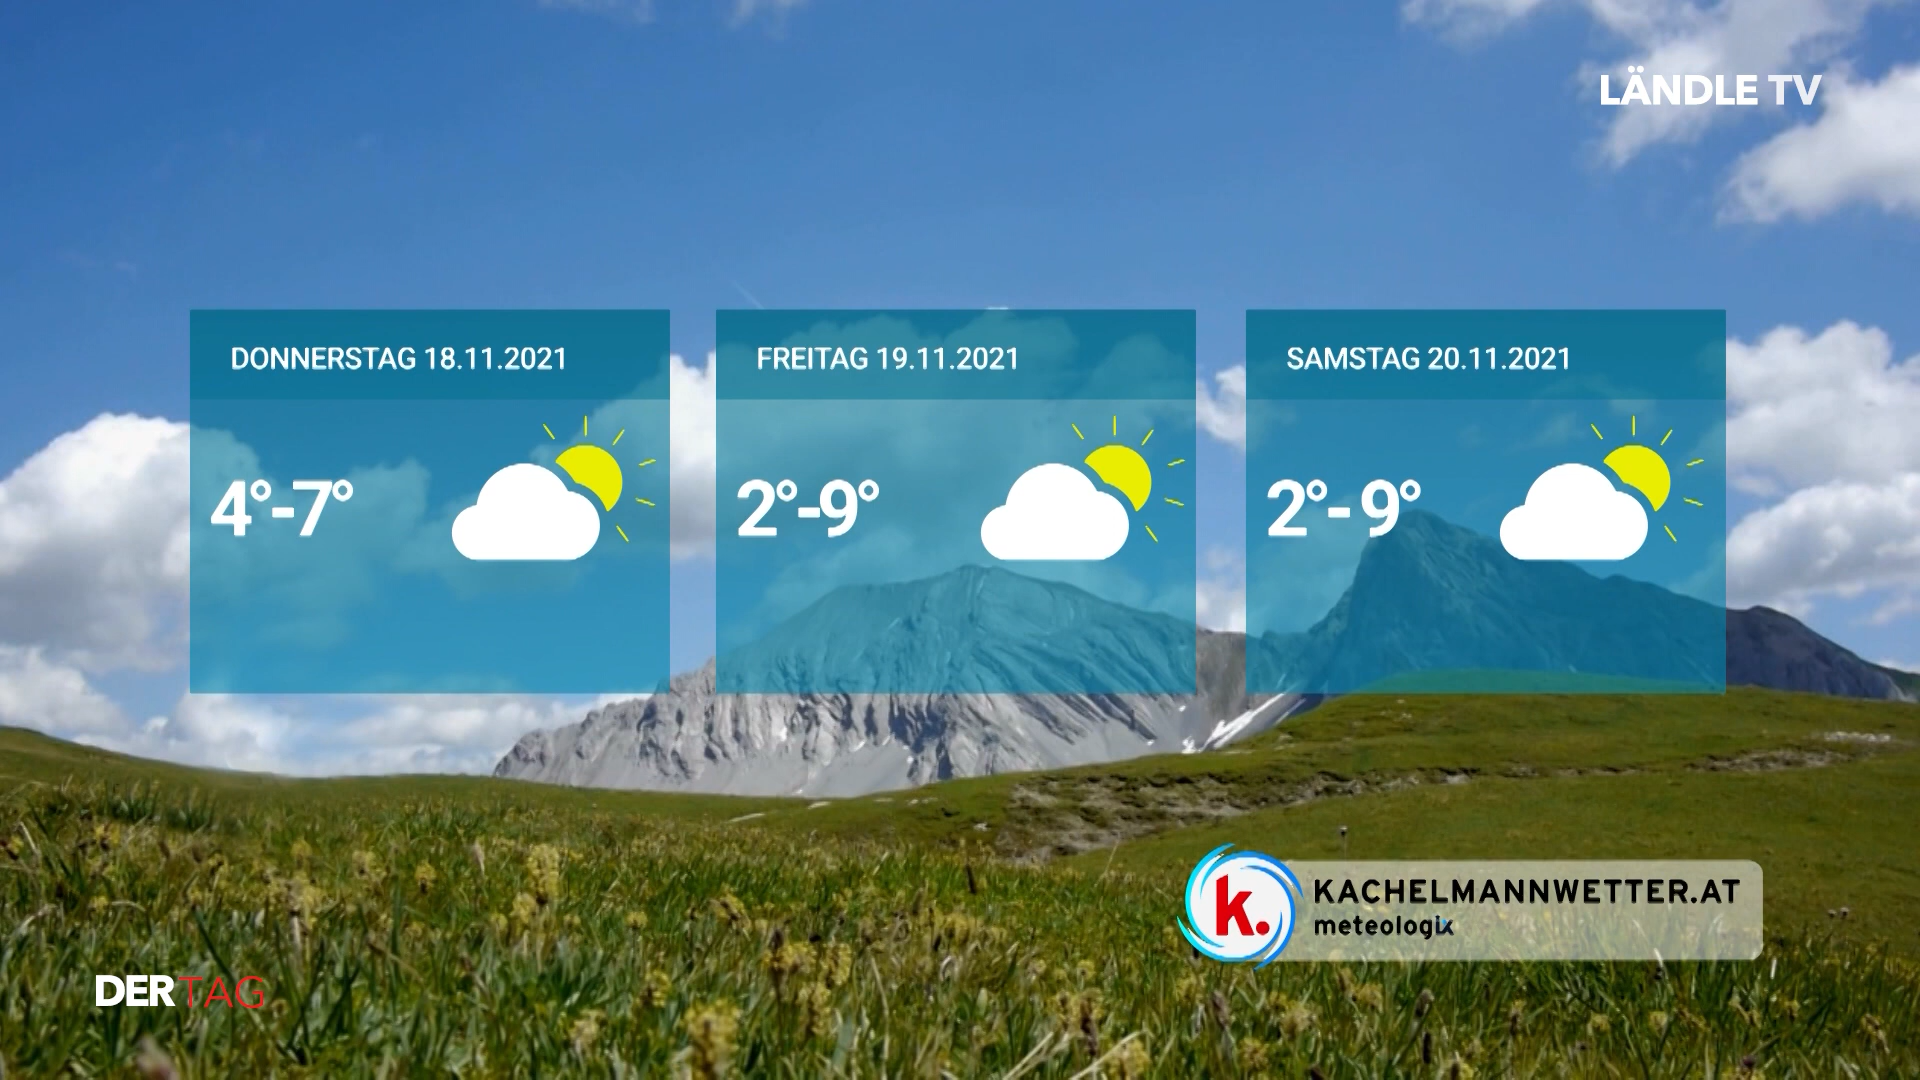 LÄNDLE TV
DONNERSTAG 18.11.2021
4°-7°
FREITAG 19.11.2021
2°-9°
SAMSTAG 20.11.2021
2°- 9°
k.
KACHELMANNWETTER.AT
meteologix
DERTAG